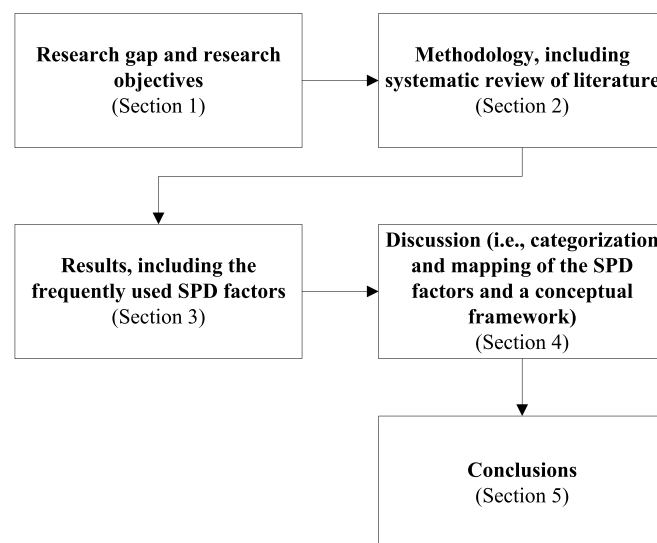 Research gap and research
objectives
(Section 1)
Methodology, including
systematic review of literature
(Section 2)
Results, including the
frequently used SPD factors
(Section 3)
Discussion (i.e., categorization
and mapping of the SPD
factors and a conceptual
framework)
(Section 4)
Conclusions
(Section 5)